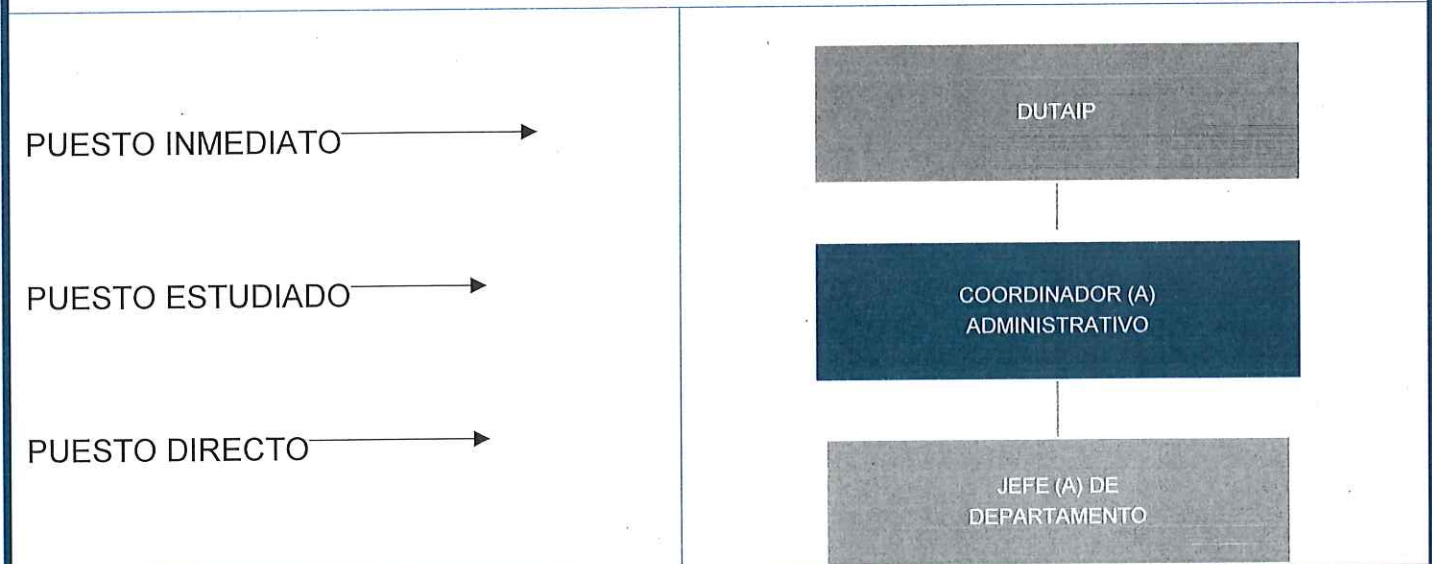 DUTAIP
PUESTO INMEDIATO
PUESTO ESTUDIADO
COORDINADOR (A)
ADMINISTRATIVO
PUESTO DIRECTO
JEFE (A) DE
DEPARTAMENTO